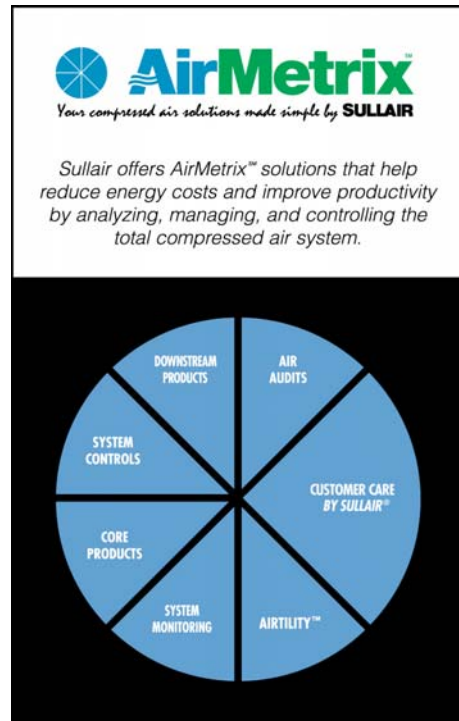 AirMetrix™
Your compressed air solutions made simple by SULLAIR
Sullair offers AirMetrix℠ solutions that help
reduce energy costs and improve productivity
by analyzing, managing, and controlling the
total compressed air system.
DOWNSTREAM
PRODUCTS
AIR
AUDITS
SYSTEM
CONTROLS
CUSTOMER CARE
BY SULLAIR®
CORE
PRODUCTS
SYSTEM
MONITORING
AIRTILITY™